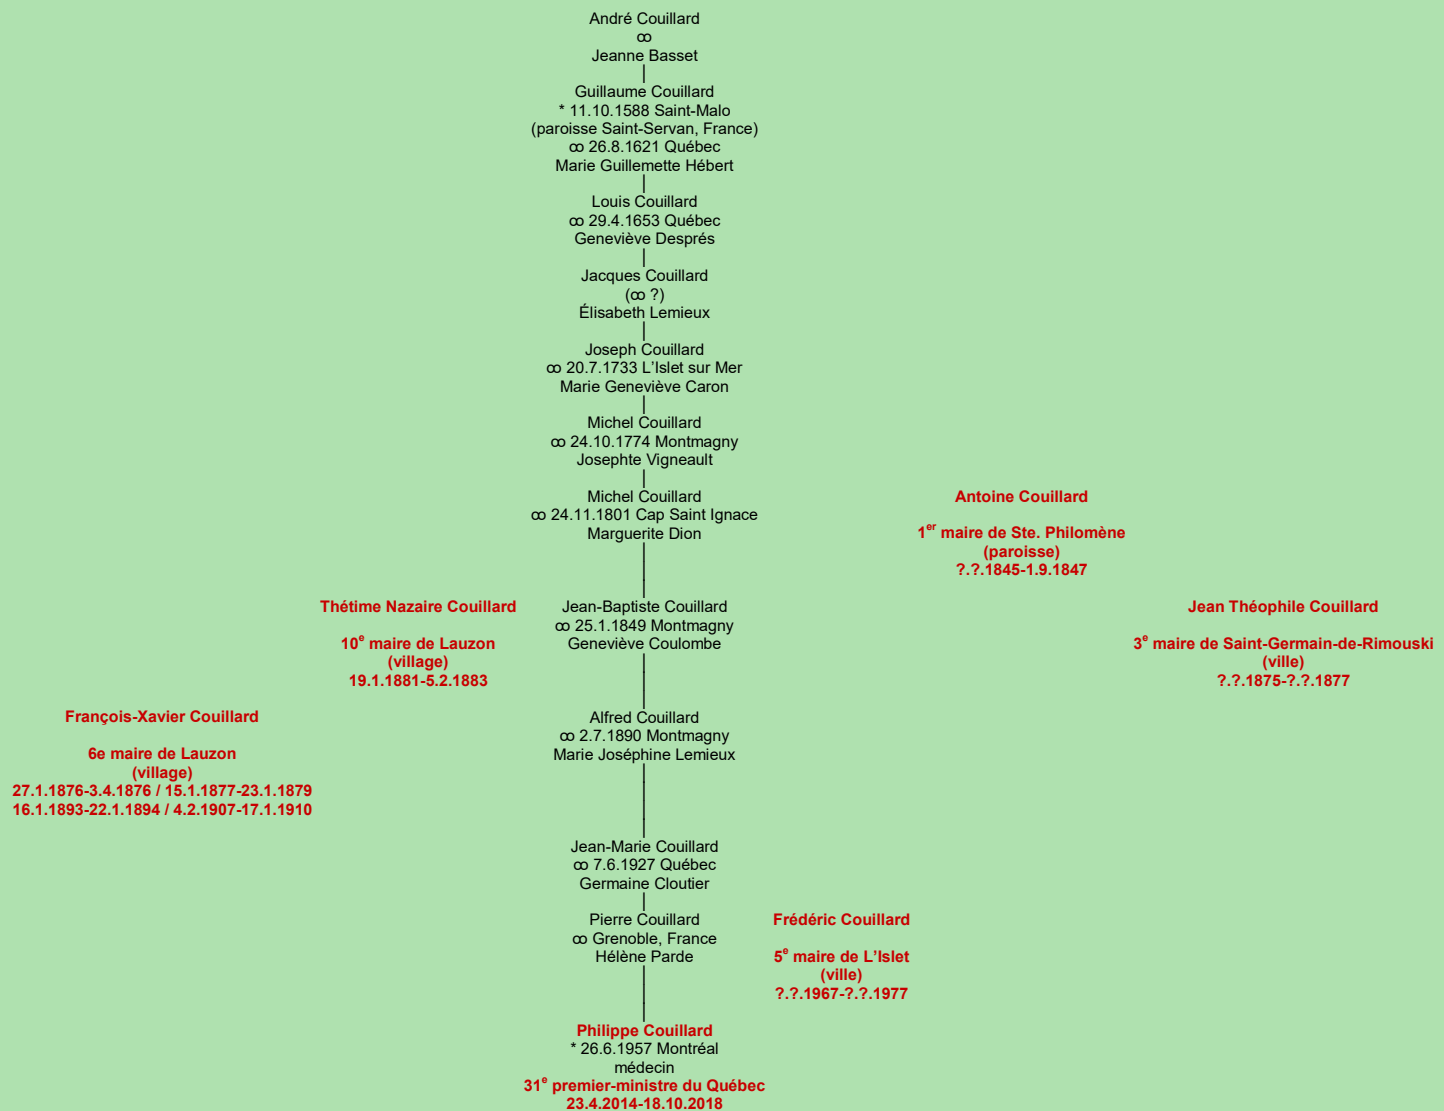 André Couillard
∞
Jeanne Basset
Guillaume Couillard
* 11.10.1588 Saint-Malo
(paroisse Saint-Servan, France)
∞ 26.8.1621 Québec
Marie Guillemette Hébert
Louis Couillard
∞ 29.4.1653 Québec
Geneviève Després
Jacques Couillard
(∞ ?)
Élisabeth Lemieux
Joseph Couillard
∞ 20.7.1733 L'Islet sur Mer
Marie Geneviève Caron
Michel Couillard
∞ 24.10.1774 Montmagny
Josephte Vigneault
Michel Couillard
∞ 24.11.1801 Cap Saint Ignace
Marguerite Dion
Antoine Couillard
1er maire de Ste. Philomène
(paroisse)
?.?.1845-1.9.1847
Thétime Nazaire Couillard
10e maire de Lauzon
(village)
19.1.1881-5.2.1883
Jean-Baptiste Couillard
∞ 25.1.1849 Montmagny
Geneviève Coulombe
Jean Théophile Couillard
3e maire de Saint-Germain-de-Rimouski
(ville)
?.?.1875-?.?.1877
François-Xavier Couillard
6e maire de Lauzon
(village)
27.1.1876-3.4.1876 / 15.1.1877-23.1.1879
16.1.1893-22.1.1894 / 4.2.1907-17.1.1910
Alfred Couillard
∞ 2.7.1890 Montmagny
Marie Joséphine Lemieux
Jean-Marie Couillard
∞ 7.6.1927 Québec
Germaine Cloutier
Pierre Couillard
∞ Grenoble, France
Hélène Parde
Frédéric Couillard
5e maire de L'Islet
(ville)
?.?.1967-?.?.1977
Philippe Couillard
* 26.6.1957 Montréal
médecin
31e premier-ministre du Québec
23.4.2014-18.10.2018